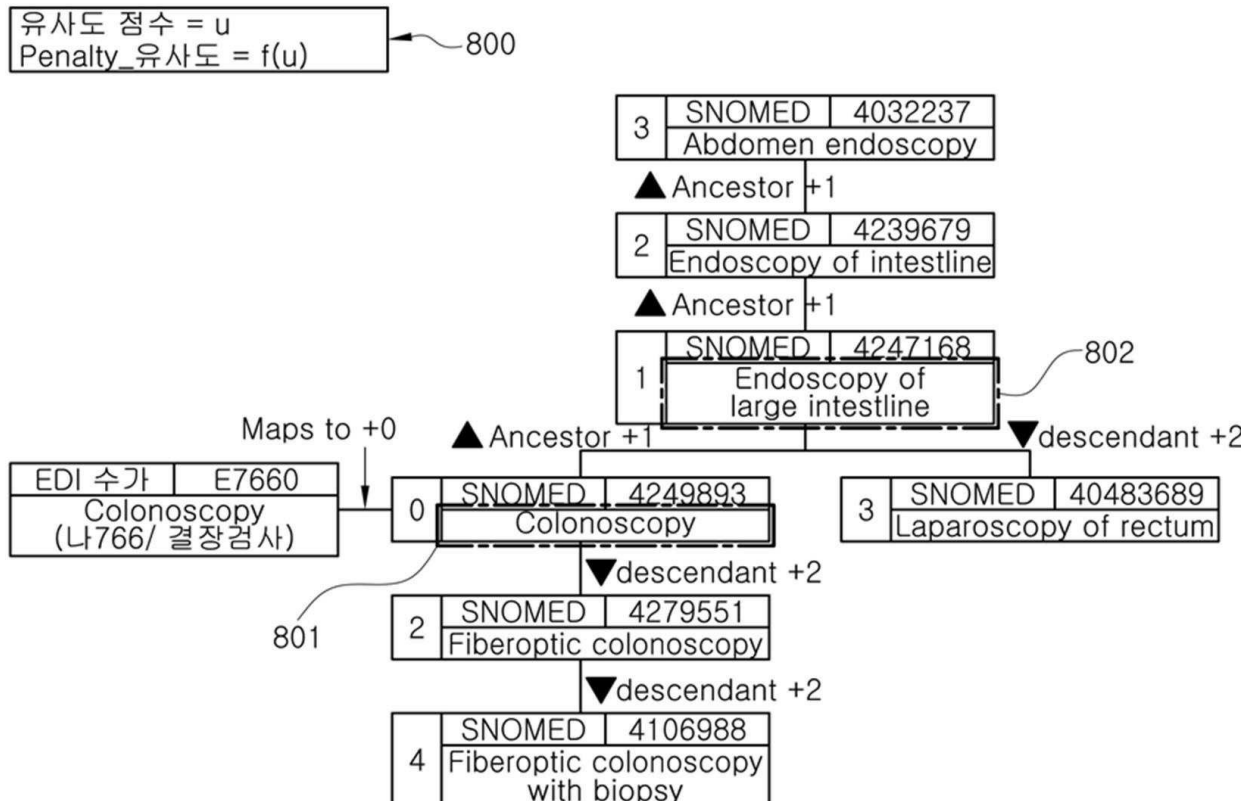 유사도 점수 = u
Penalty_유사도 = f(u)
800
3 SNOMED 4032237
Abdomen endoscopy
▲ Ancestor +1
2 SNOMED 4239679
Endoscopy of intestline
▲ Ancestor +1
1 SNOMED 4247168
Endoscopy of
large intestline
802
Maps to +0
▲ Ancestor +1
▼descendant +2
EDI 수가 E7660
Colonoscopy
(나766/ 결장검사)
0 SNOMED 4249893
Colonoscopy
3 SNOMED 40483689
Laparoscopy of rectum
▼descendant +2
801
2 SNOMED 4279551
Fiberoptic colonoscopy
▼descendant +2
4 SNOMED 4106988
Fiberoptic colonoscopy
with biopsy